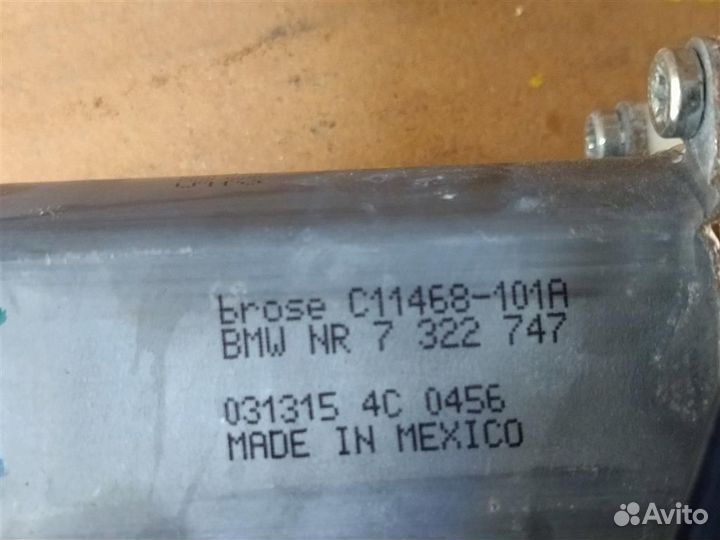 brose C11468-101A
BMW NR 7 322 747
031315 4C 0456
MADE IN MEXICO
Avito